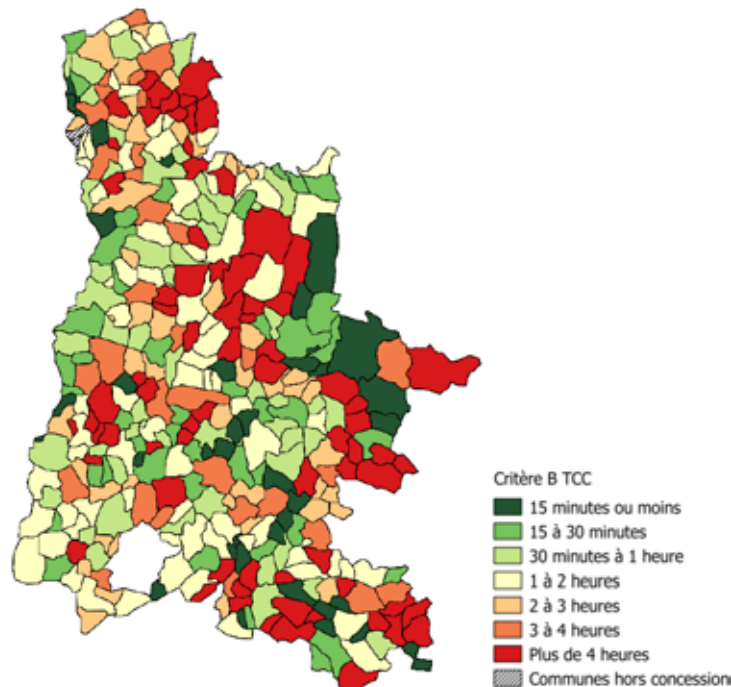 Critère B TCC
15 minutes ou moins
15 à 30 minutes
30 minutes à 1 heure
1 à 2 heures
2 à 3 heures
3 à 4 heures
Plus de 4 heures
Communes hors concession